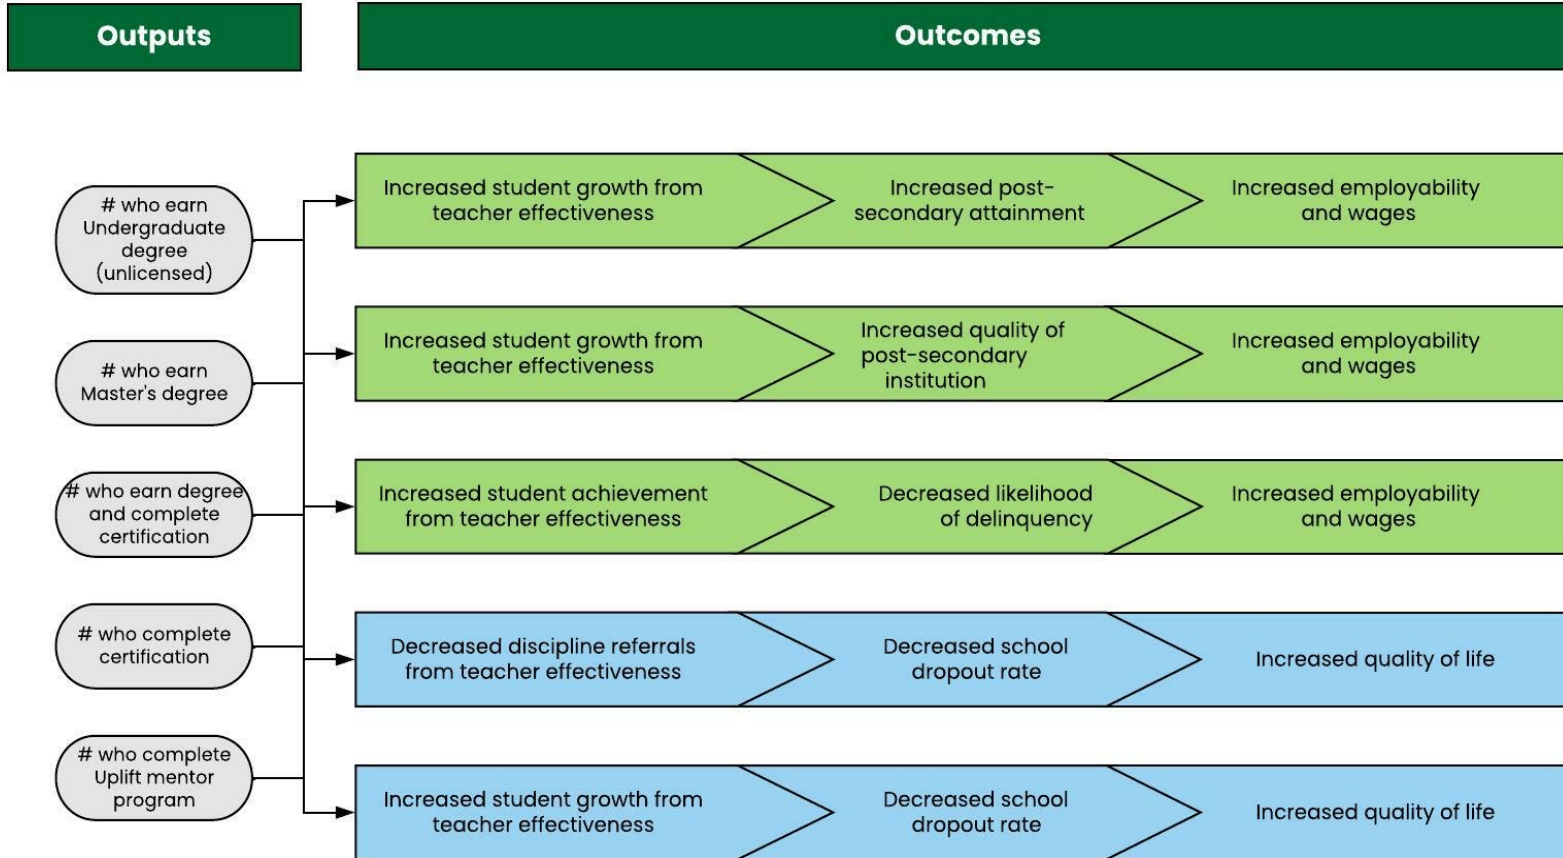 Outputs
Outcomes
# who earn
Undergraduate
degree
(unlicensed)
# who earn
Master's degree
# who earn degree
and complete
certification
# who complete
certification
# who complete
Uplift mentor
program
Increased student growth from
teacher effectiveness
Increased post-
secondary attainment
Increased employability
and wages
Increased student growth from
teacher effectiveness
Increased quality of
post-secondary
institution
Increased employability
and wages
Increased student achievement
from teacher effectiveness
Decreased likelihood
of delinquency
Increased employability
and wages
Decreased discipline referrals
from teacher effectiveness
Decreased school
dropout rate
Increased quality of life
Increased student growth from
teacher effectiveness
Decreased school
dropout rate
Increased quality of life